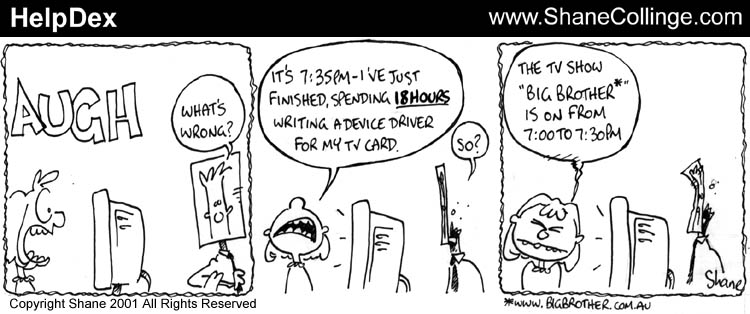 HelpDex
www.ShaneCollinge.com
AUGH
WHAT'S
WRONG?
IT'S 7:35PM-I'VE JUST
FINISHED, SPENDING 18 HOURS
WRITING A DEVICE DRIVER
FOR MY TV CARD.
SO?
THE TV SHOW
"BIG BROTHER*"
IS ON FROM
7:00 TO 7:30PM
Shane
Copyright Shane 2001 All Rights Reserved
*WWW.BIGBROTHER.COM.AU